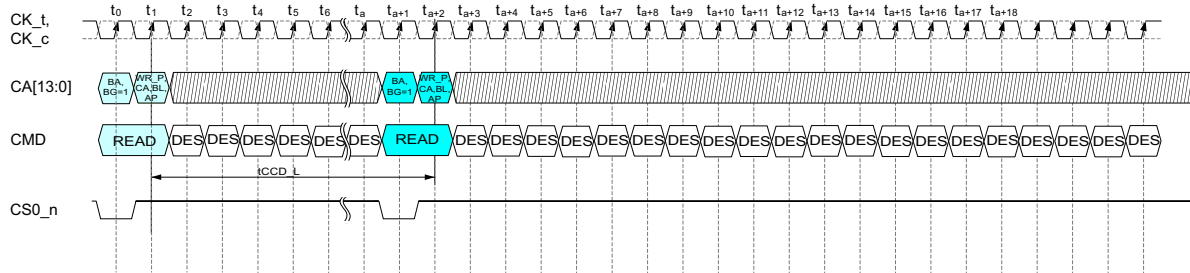 CK_t, t0 t1 t2 t3 t4 t5 t6 ta ta+1 ta+2 ta+3 ta+4 ta+5 ta+6 ta+7 ta+8 ta+9 ta+10 ta+11 ta+12 ta+13 ta+14 ta+15 ta+16 ta+17 ta+18
CK_c
CA[13:0] BA, BG=1 WR_P, CA,BL, AP BA, BG=1 WR_P, CA,BL, AP
CMD READ DES DES DES DES DES DES READ DES DES DES DES DES DES DES DES DES DES DES DES DES DES DES DES DES DES DES DES
tCCD_L
CS0_n